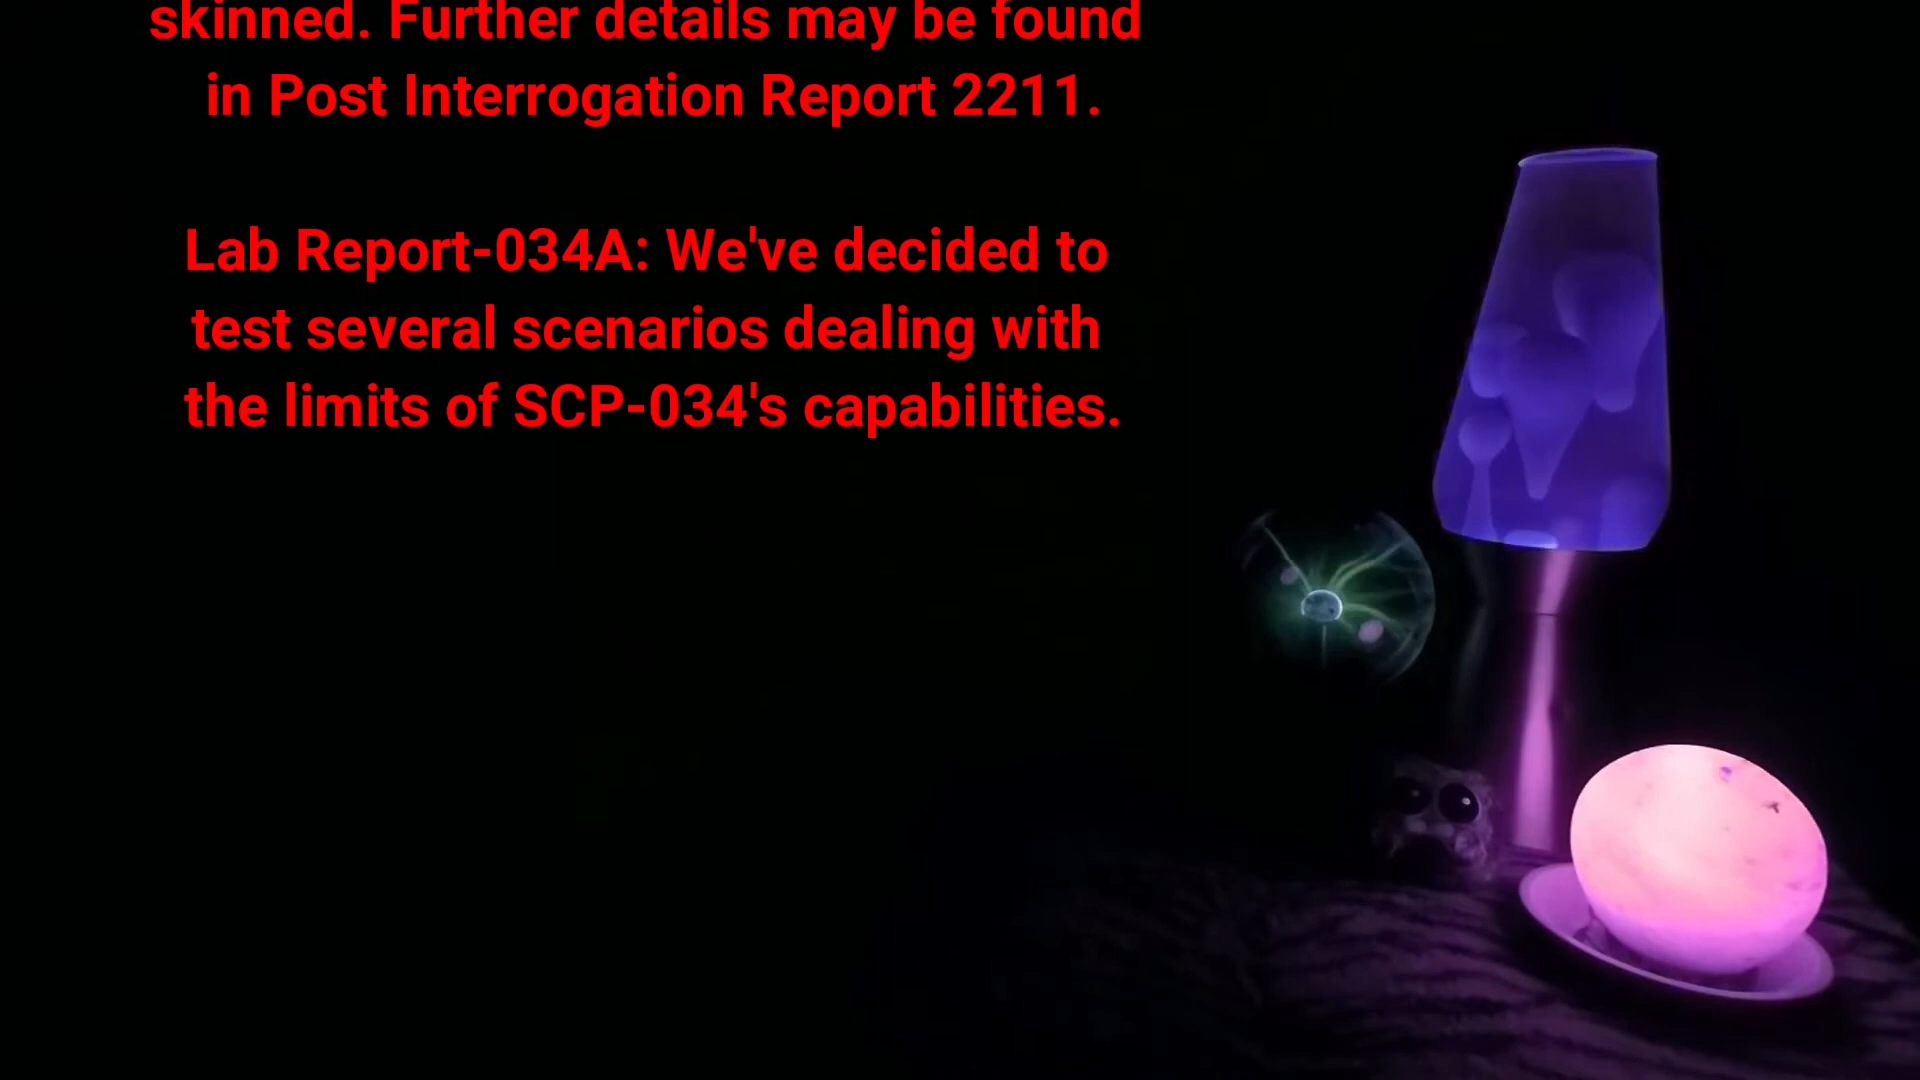 skinned. Further details may be found
in Post Interrogation Report 2211.
Lab Report-034A: We've decided to
test several scenarios dealing with
the limits of SCP-034's capabilities.